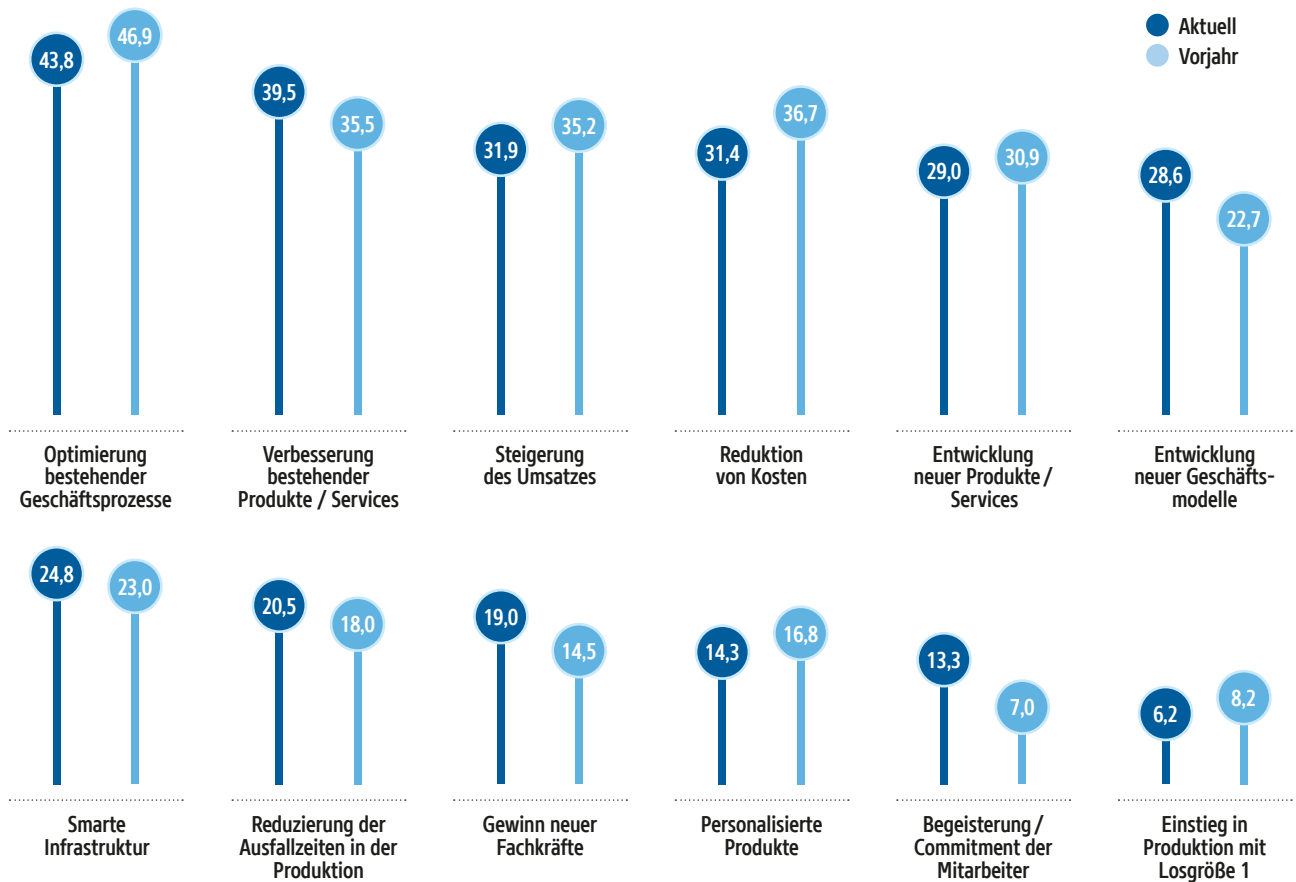 Aktuell
Vorjahr
43,8
46,9
39,5
35,5
31,9
35,2
31,4
36,7
29,0
30,9
28,6
22,7
Optimierung
bestehender
Geschäftsprozesse
Verbesserung
bestehender
Produkte / Services
Steigerung
des Umsatzes
Reduktion
von Kosten
Entwicklung
neuer Produkte /
Services
Entwicklung
neuer Geschäfts-
modelle
24,8
23,0
20,5
18,0
19,0
14,5
14,3
16,8
13,3
7,0
6,2
8,2
Smarte
Infrastruktur
Reduzierung der
Ausfallzeiten in der
Produktion
Gewinn neuer
Fachkräfte
Personalisierte
Produkte
Begeisterung /
Commitment der
Mitarbeiter
Einstieg in
Produktion mit
Losgröße 1